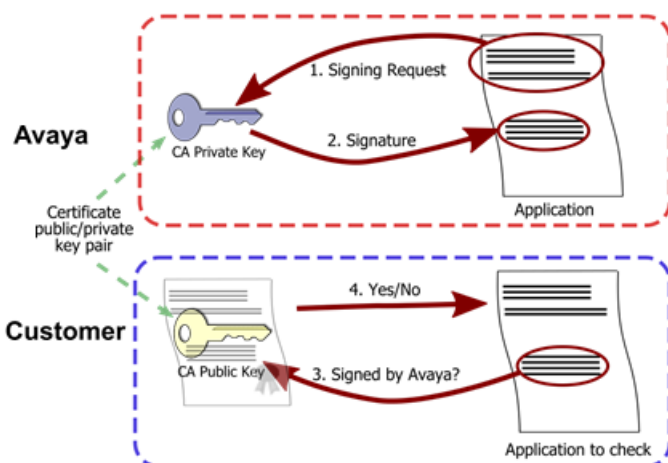 1. Signing Request
Avaya
CA Private Key
2. Signature
Application
Certificate
public/private
key pair
Customer
4. Yes/No
CA Public Key
3. Signed by Avaya?
Application to check